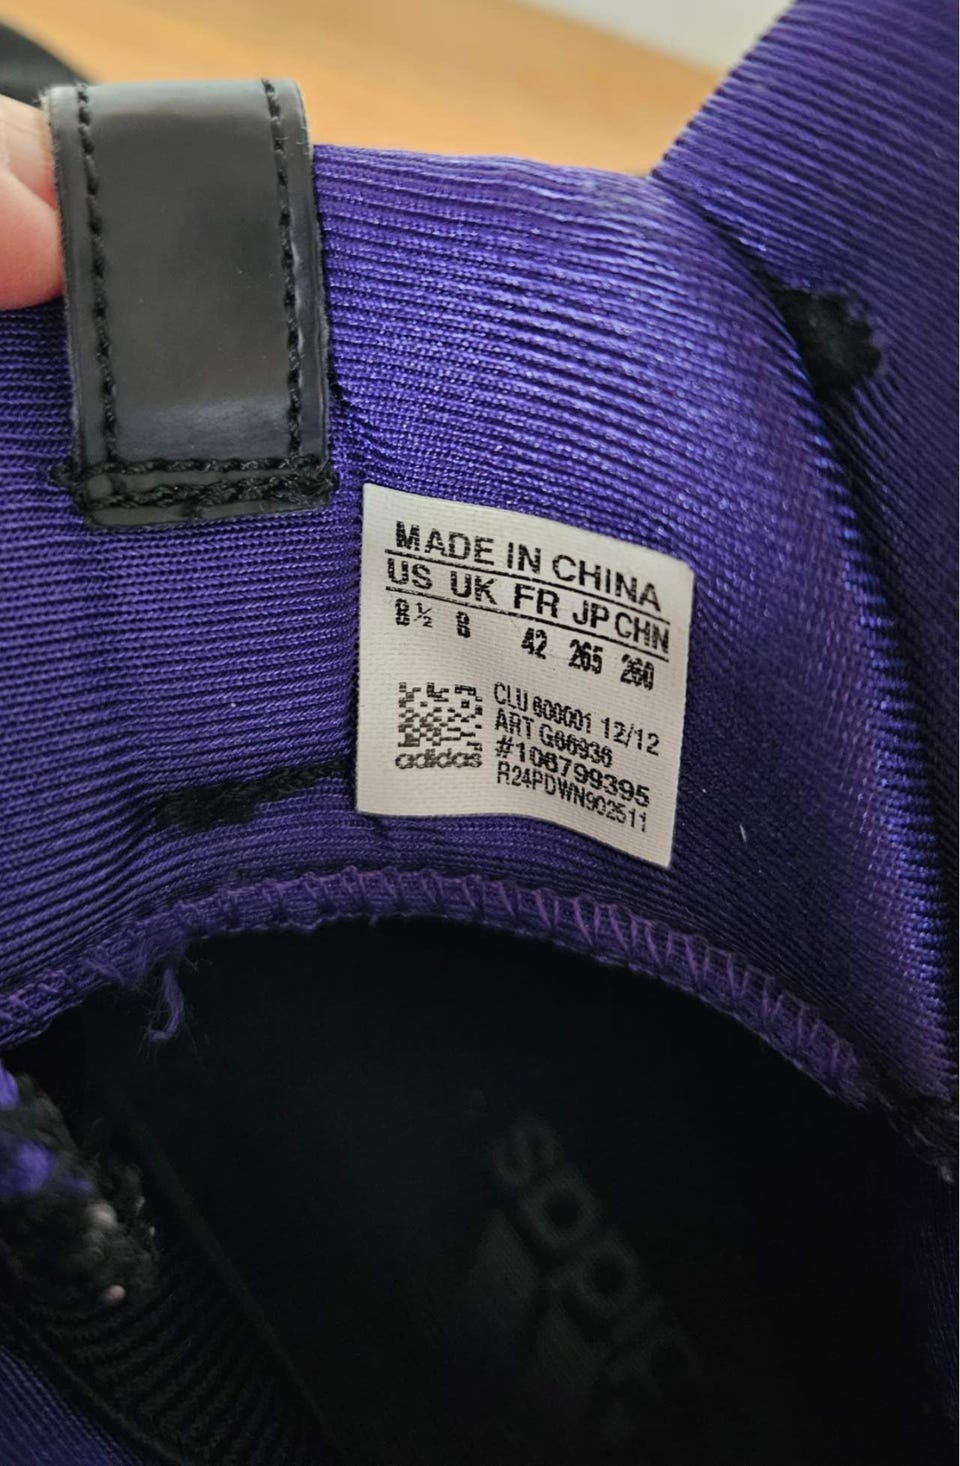 MADE IN CHINA
US UK FR JP CHN
8½ 8 42 265 260
CLU 600001 12/12
ART G66936
#106799395
R24PDWN902511
adidas
adidas